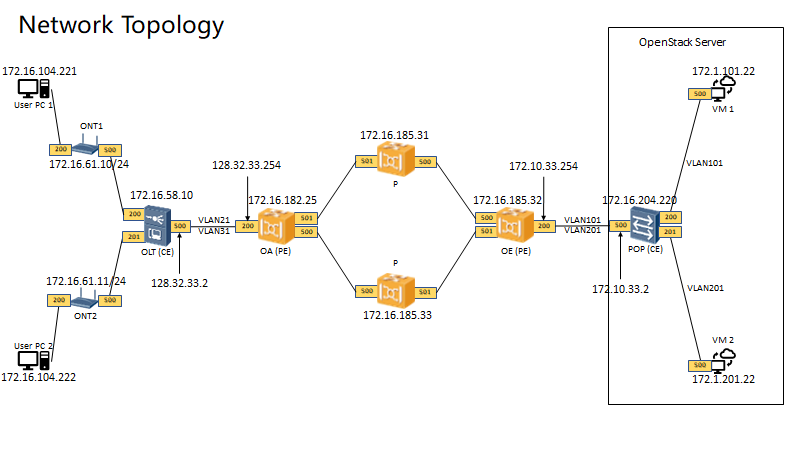 Network Topology
OpenStack Server
172.16.104.221
User PC 1
ONT1
200
500
172.16.61.10/24
172.16.58.10
200
201
500
OLT (CE)
VLAN21
VLAN31
128.32.33.2
128.32.33.254
172.16.182.25
200
501
500
OA (PE)
172.16.185.31
501
500
P
P
500
501
172.16.185.33
172.10.33.254
172.16.185.32
500
501
200
OE (PE)
VLAN101
VLAN201
172.16.204.220
500
200
201
POP (CE)
172.10.33.2
172.1.101.22
500
VM 1
VLAN101
VLAN201
VM 2
500
172.1.201.22
172.16.61.11/24
200
500
ONT2
User PC 2
172.16.104.222